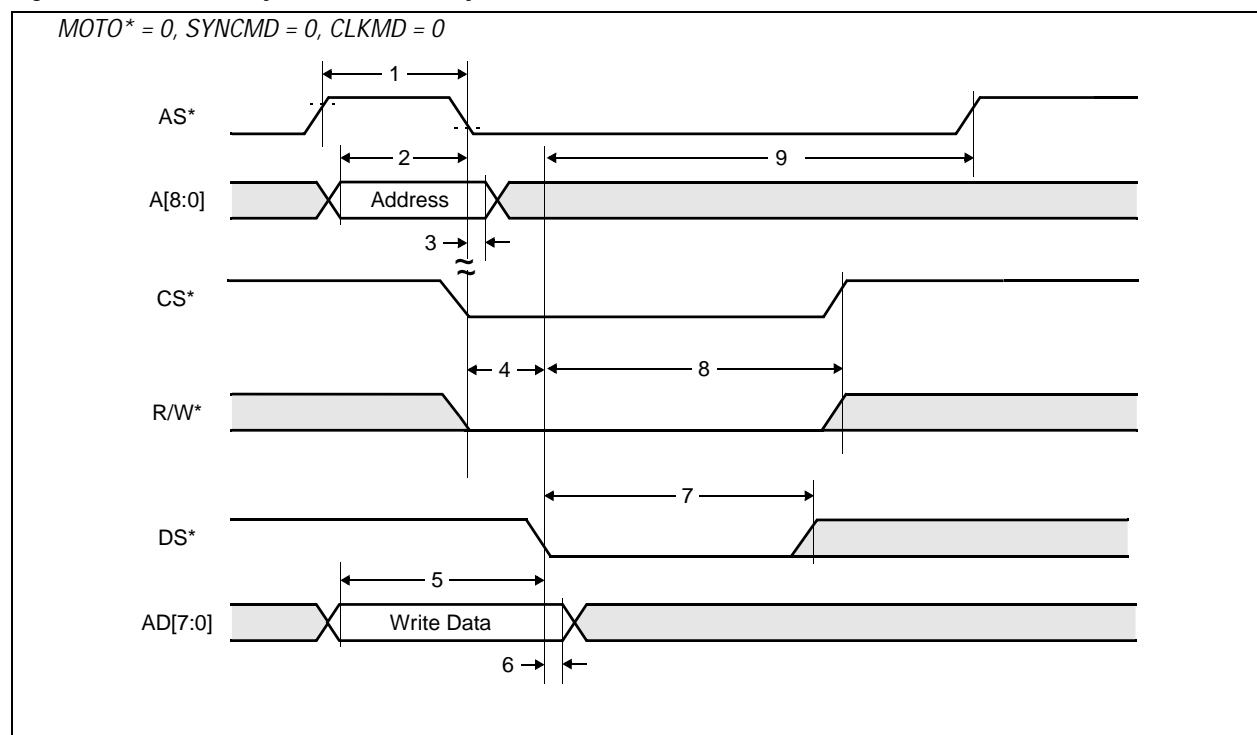 MOTO* = 0, SYNCMD = 0, CLKMD = 0
1
AS*
2
9
A[8:0]
Address
3
≈
CS*
4
8
R/W*
7
DS*
5
AD[7:0]
Write Data
6